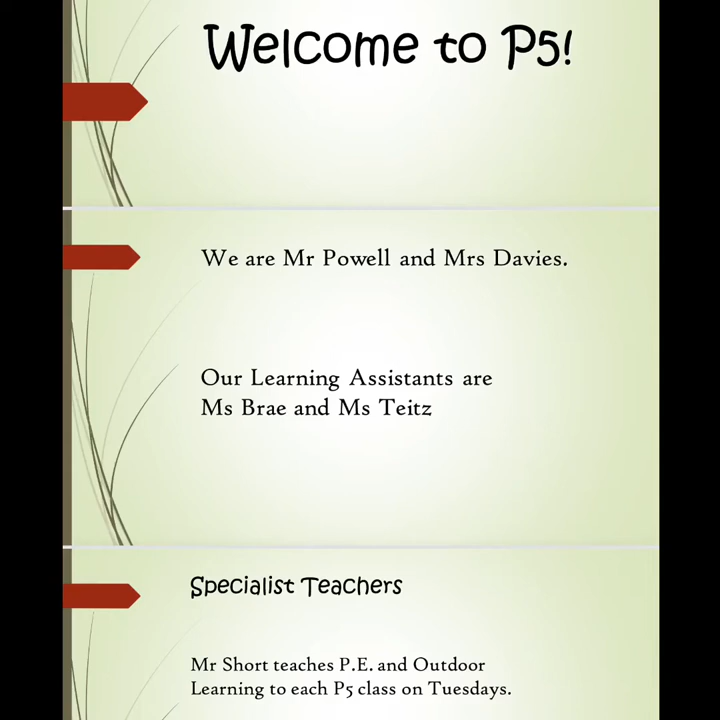 Welcome to P5!
We are Mr Powell and Mrs Davies.
Our Learning Assistants are
Ms Brae and Ms Teitz
Specialist Teachers
Mr Short teaches P.E. and Outdoor
Learning to each P5 class on Tuesdays.